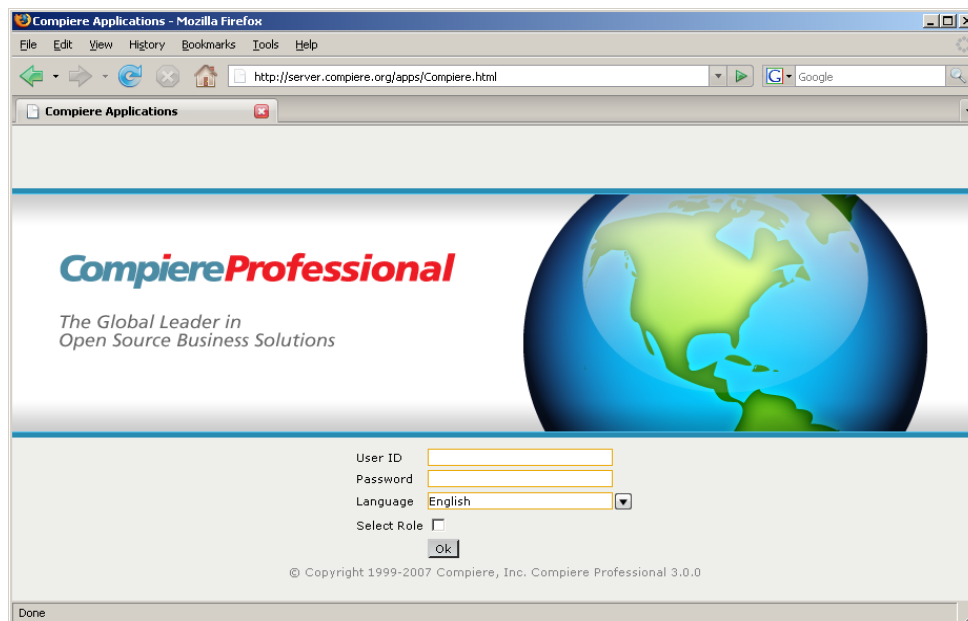 Compiere Applications - Mozilla Firefox
File Edit View History Bookmarks Tools Help
http://server.compiere.org/apps/Compiere.html
G Google
Compiere Applications
CompiereProfessional
The Global Leader in
Open Source Business Solutions
User ID
Password
Language English
Select Role
Ok
© Copyright 1999-2007 Compiere, Inc. Compiere Professional 3.0.0
Done